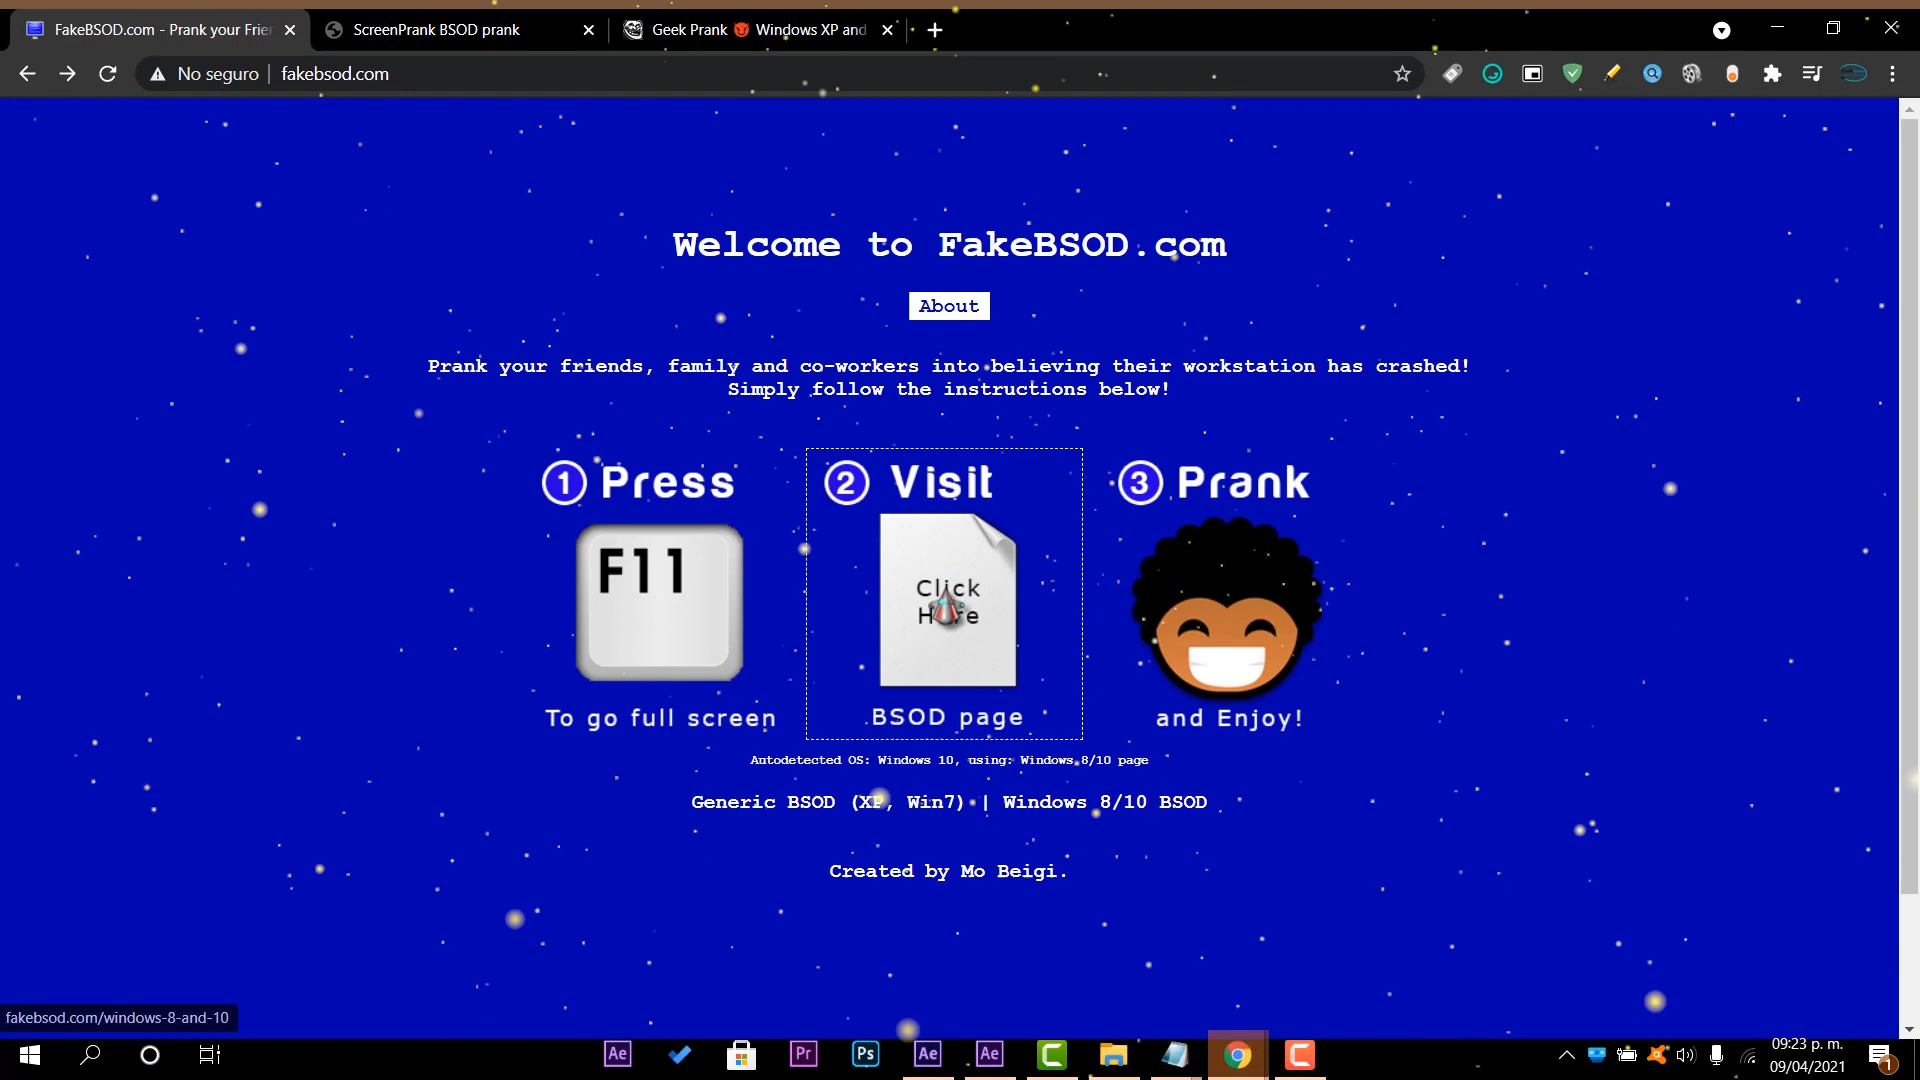 FakeBSOD.com - Prank your Frie
ScreenPrank BSOD prank
Geek Prank 😈 Windows XP and
No seguro
fakebsod.com
Welcome to FakeBSOD.com
About
Prank your friends, family and co-workers into believing their workstation has crashed!
Simply follow the instructions below!
1 Press
2 Visit
3 Prank
F11
Click
Here
To go full screen
BSOD page
and Enjoy!
Autodetected OS: Windows 10, using: Windows 8/10 page
Generic BSOD (XP, Win7) | Windows 8/10 BSOD
Created by Mo Beigi.
fakebsod.com/windows-8-and-10
Ae
Pr
Ps
Ae
Ae
09:23 p. m.
09/04/2021
1